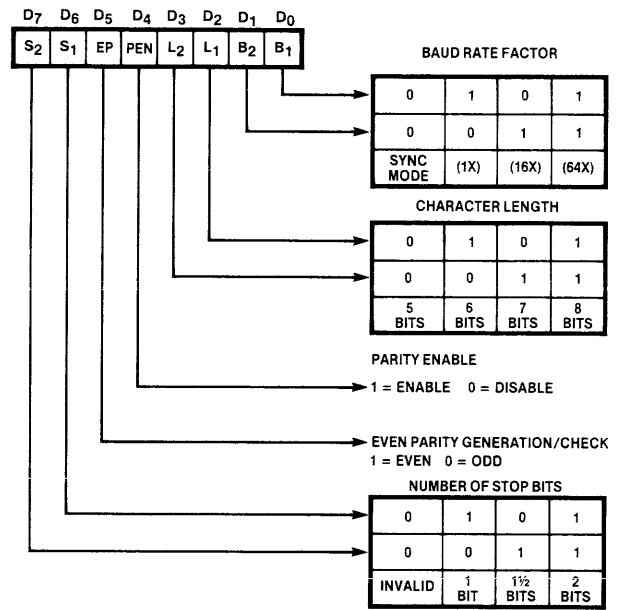 D7 D6 D5 D4 D3 D2 D1 D0
S2 S1 EP PEN L2 L1 B2 B1
BAUD RATE FACTOR
0 1 0 1
0 0 1 1
SYNC MODE (1X) (16X) (64X)
CHARACTER LENGTH
0 1 0 1
0 0 1 1
5 BITS 6 BITS 7 BITS 8 BITS
PARITY ENABLE
1 = ENABLE 0 = DISABLE
EVEN PARITY GENERATION/CHECK
1 = EVEN 0 = ODD
NUMBER OF STOP BITS
0 1 0 1
0 0 1 1
INVALID 1 BIT 1½ BITS 2 BITS